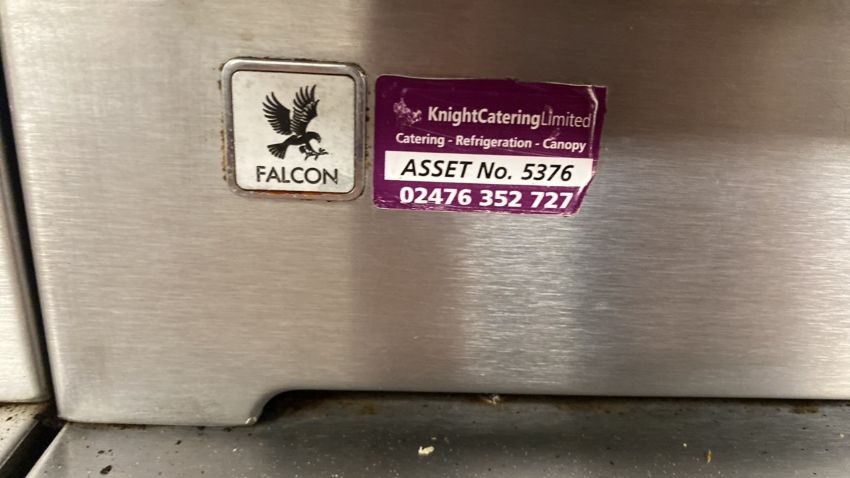 FALCON
KnightCateringLimited
Catering - Refrigeration - Canopy
ASSET No. 5376
02476 352 727